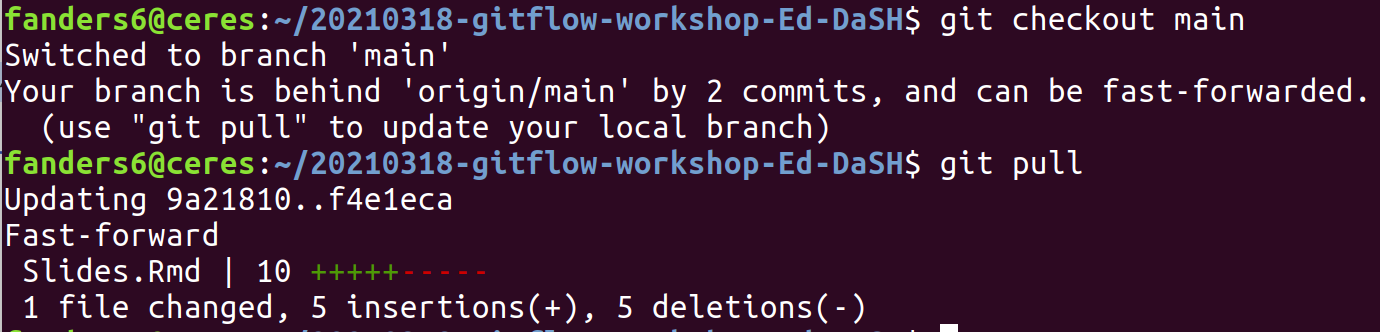 fanders6@ceres:~/20210318-gitflow-workshop-Ed-DaSH$ git checkout main
Switched to branch 'main'
Your branch is behind 'origin/main' by 2 commits, and can be fast-forwarded.
  (use "git pull" to update your local branch)
fanders6@ceres:~/20210318-gitflow-workshop-Ed-DaSH$ git pull
Updating 9a21810..f4e1eca
Fast-forward
 Slides.Rmd | 10 +++++-----
 1 file changed, 5 insertions(+), 5 deletions(-)